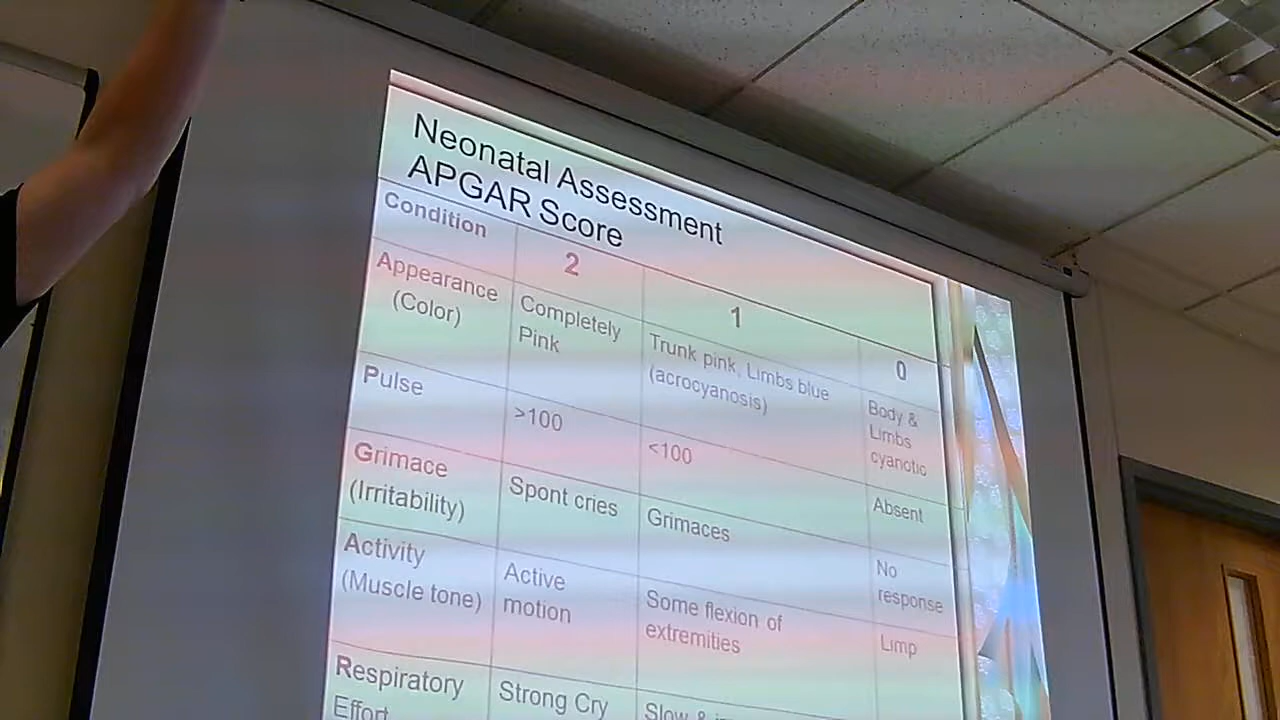 Neonatal Assessment
APGAR Score
Condition 2 1 0
Appearance
(Color)
Completely
Pink
Trunk pink, Limbs blue
(acrocyanosis)
Body &
Limbs
cyanotic
Pulse
>100
<100
Absent
Grimace
(Irritability)
Spont cries
Grimaces
No
response
Activity
(Muscle tone)
Active
motion
Some flexion of
extremities
Limp
Respiratory
Effort
Strong Cry
Slow &